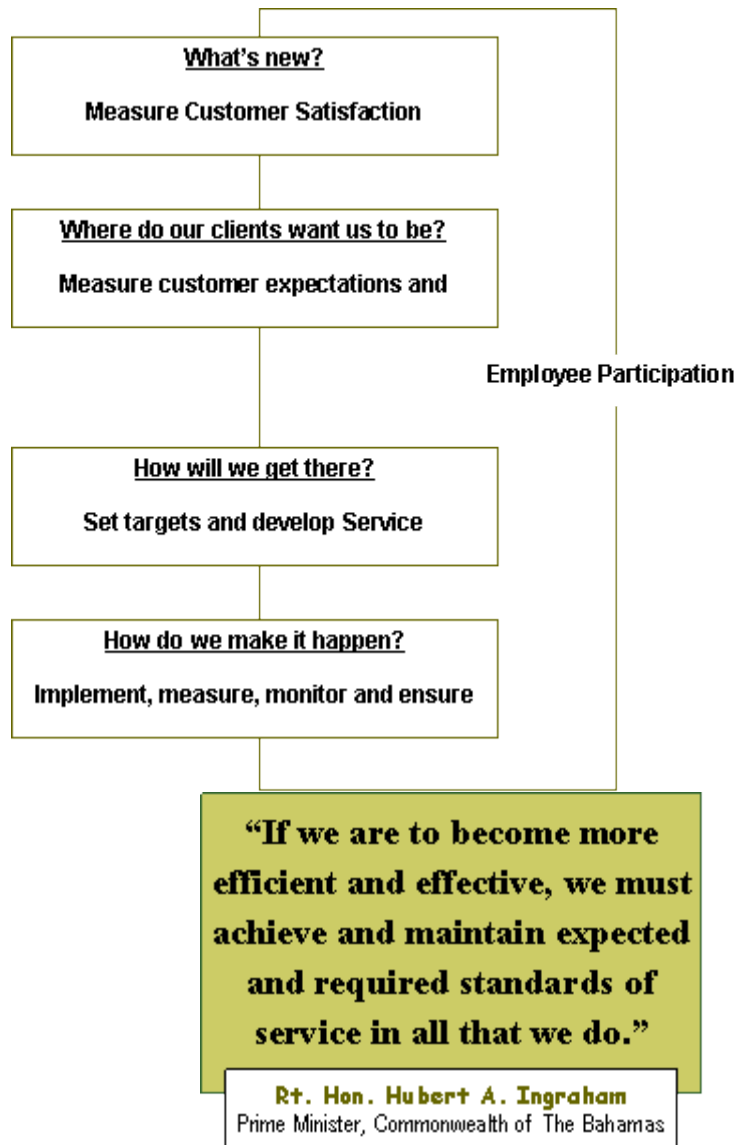 What's new?
Measure Customer Satisfaction
Where do our clients want us to be?
Measure customer expectations and
Employee Participation
How will we get there?
Set targets and develop Service
How do we make it happen?
Implement, measure, monitor and ensure
“If we are to become more
efficient and effective, we must
achieve and maintain expected
and required standards of
service in all that we do.”
Rt. Hon. Hubert A. Ingraham
Prime Minister, Commonwealth of The Bahamas